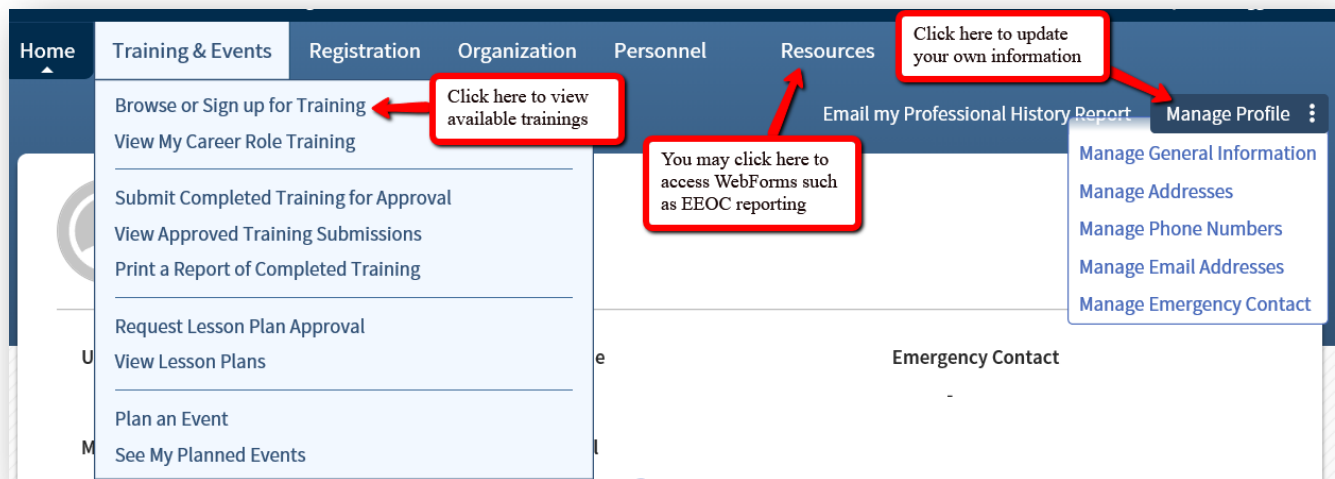 Home
Training & Events
Registration
Organization
Personnel
Resources
Click here to update
your own information
Browse or Sign up for Training
Click here to view
available trainings
Email my Professional History Report
Manage Profile
View My Career Role Training
You may click here to
access WebForms such
as EEOC reporting
Manage General Information
Manage Addresses
Manage Phone Numbers
Manage Email Addresses
Manage Emergency Contact
Submit Completed Training for Approval
View Approved Training Submissions
Print a Report of Completed Training
Request Lesson Plan Approval
View Lesson Plans
Plan an Event
See My Planned Events
U
e
Emergency Contact
-
M
l